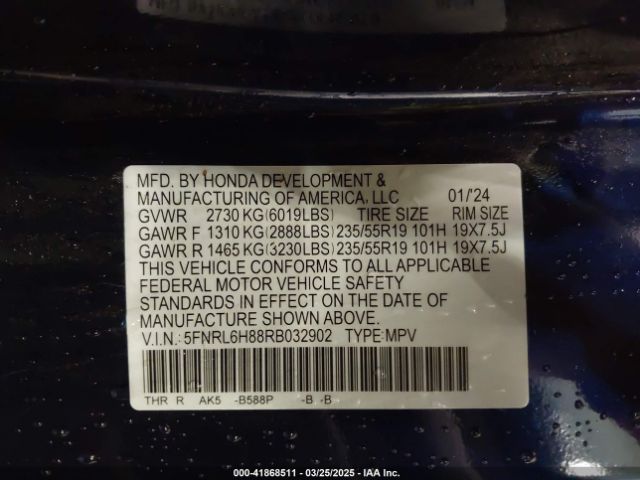 MFD. BY HONDA DEVELOPMENT &
MANUFACTURING OF AMERICA, LLC 01/'24
GVWR 2730 KG(6019LBS) TIRE SIZE RIM SIZE
GAWR F 1310 KG(2888LBS) 235/55R19 101H 19X7.5J
GAWR R 1465 KG(3230LBS) 235/55R19 101H 19X7.5J
THIS VEHICLE CONFORMS TO ALL APPLICABLE
FEDERAL MOTOR VEHICLE SAFETY
STANDARDS IN EFFECT ON THE DATE OF
MANUFACTURE SHOWN ABOVE.
V.I.N.: 5FNRL6H88RB032902 TYPE:MPV
THR R AK5 -B588P -B -B
000-41868511 - 03/25/2025 - IAA Inc.